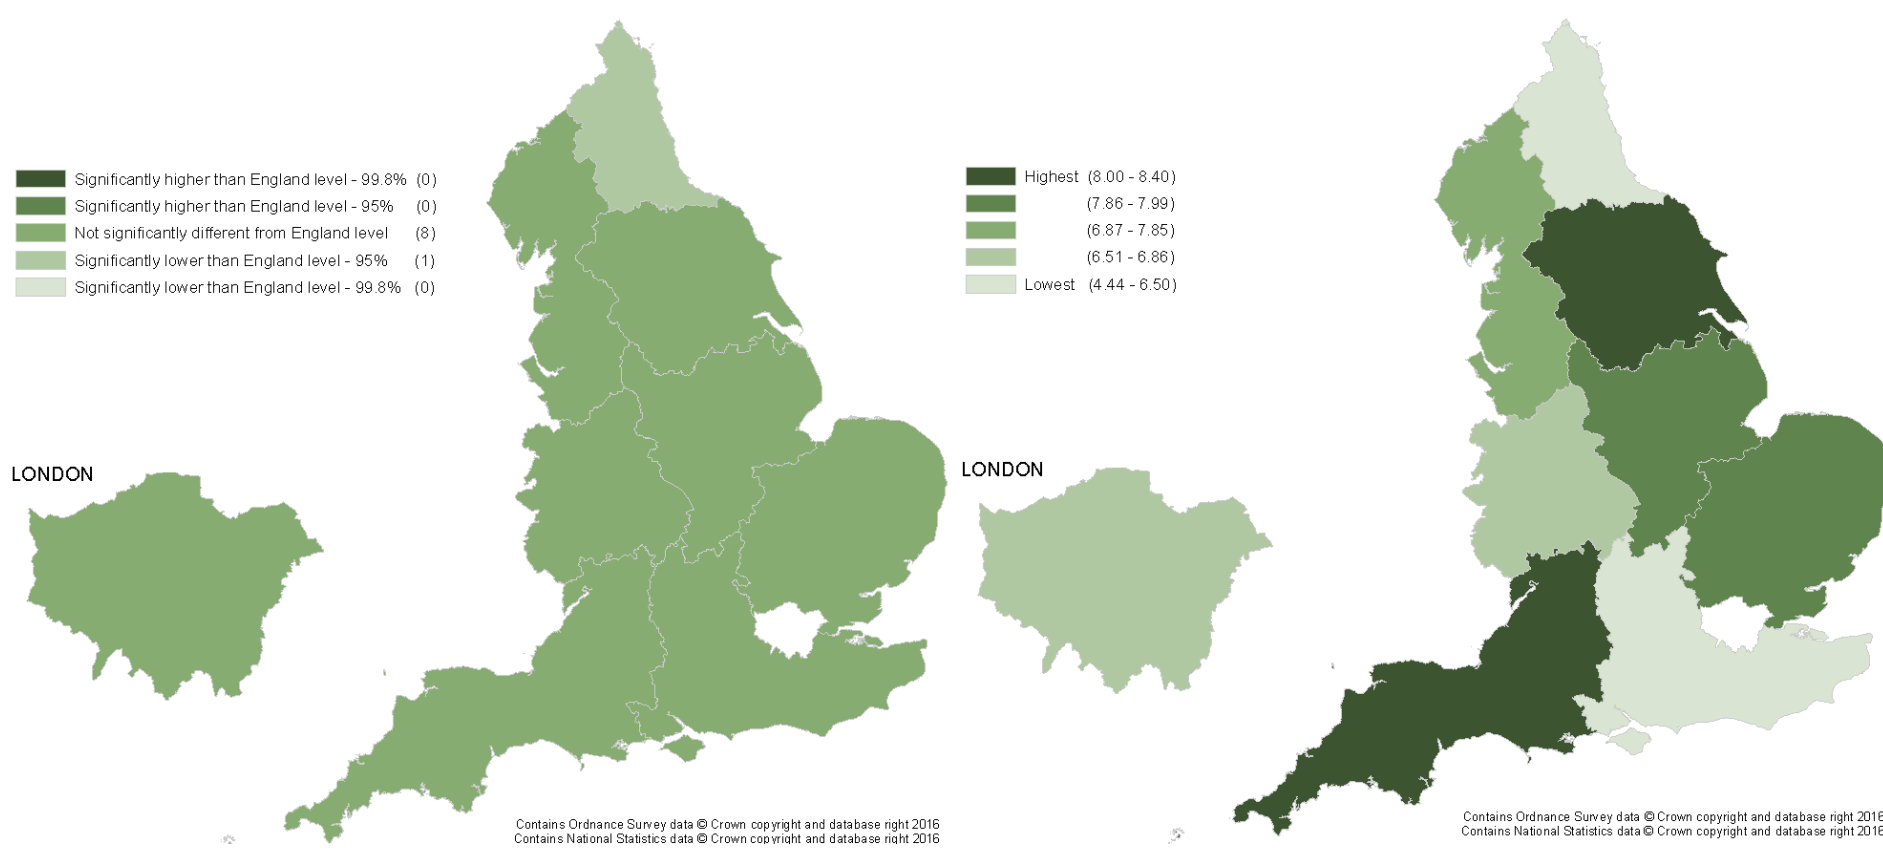 Significantly higher than England level - 99.8% (0)
Significantly higher than England level - 95% (0)
Not significantly different from England level (8)
Significantly lower than England level - 95% (1)
Significantly lower than England level - 99.8% (0)
LONDON
Contains Ordnance Survey data © Crown copyright and database right 2016
Contains National Statistics data © Crown copyright and database right 2016
Highest (8.00 - 8.40)
(7.86 - 7.99)
(6.87 - 7.85)
(6.51 - 6.86)
Lowest (4.44 - 6.50)
LONDON
Contains Ordnance Survey data © Crown copyright and database right 2016
Contains National Statistics data © Crown copyright and database right 2016